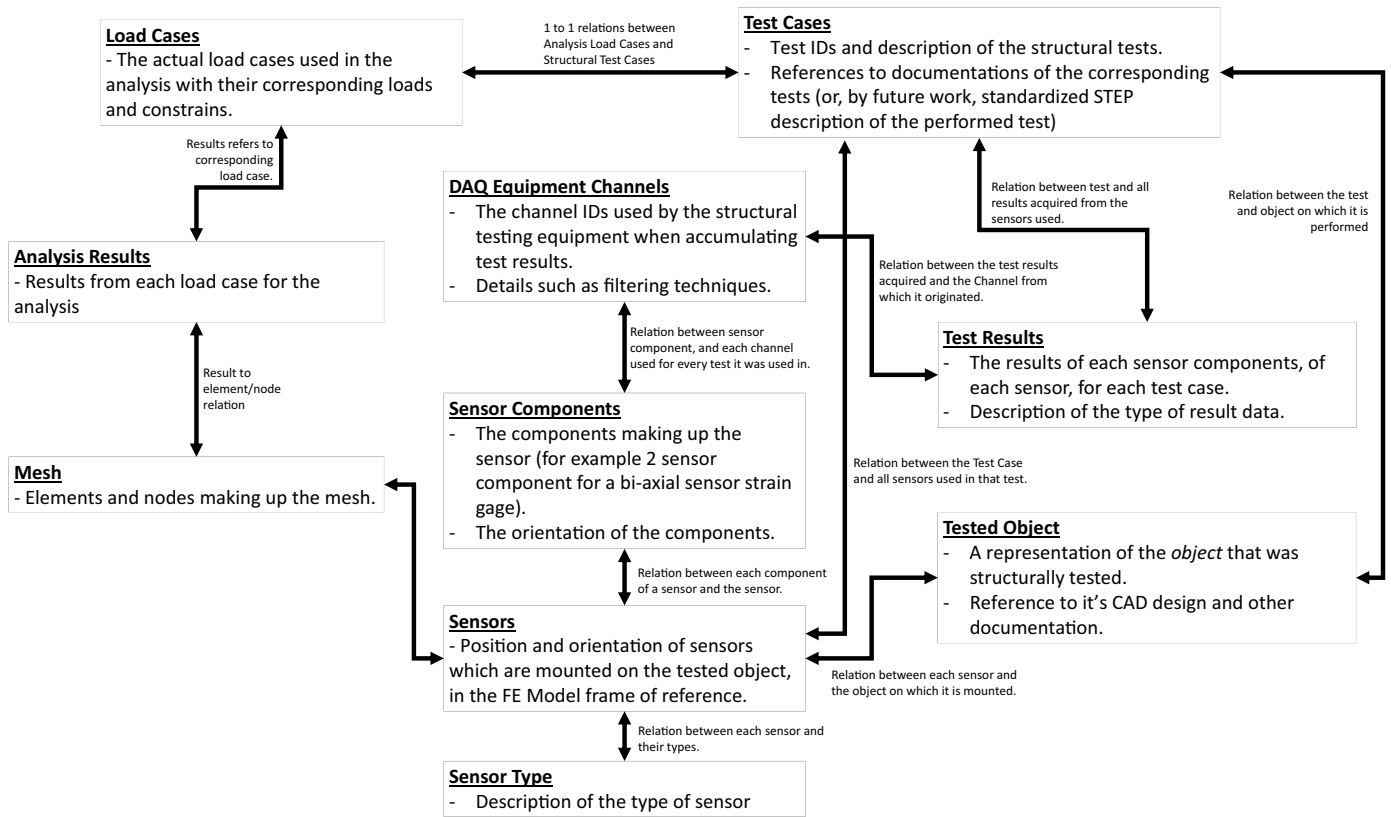 Load Cases
- The actual load cases used in the
analysis with their corresponding loads
and constrains.
1 to 1 relations between
Analysis Load Cases and
Structural Test Cases
Test Cases
- Test IDs and description of the structural tests.
- References to documentations of the corresponding
tests (or, by future work, standardized STEP
description of the performed test)
Results refers to
corresponding
load case.
DAQ Equipment Channels
- The channel IDs used by the structural
testing equipment when accumulating
test results.
- Details such as filtering techniques.
Relation between test and all
results acquired from the
sensors used.
Relation between the test
and object on which it is
performed
Analysis Results
- Results from each load case for the
analysis
Relation between the test results
acquired and the Channel from
which it originated.
Relation between sensor
component, and each channel
used for every test it was used in.
Test Results
- The results of each sensor components, of
each sensor, for each test case.
- Description of the type of result data.
Result to
element/node
relation
Sensor Components
- The components making up the
sensor (for example 2 sensor
component for a bi-axial sensor strain
gage).
- The orientation of the components.
Mesh
- Elements and nodes making up the mesh.
Relation between the Test Case
and all sensors used in that test.
Tested Object
- A representation of the object that was
structurally tested.
- Reference to it's CAD design and other
documentation.
Relation between each component
of a sensor and the sensor.
Sensors
- Position and orientation of sensors
which are mounted on the tested object,
in the FE Model frame of reference.
Relation between each sensor and
the object on which it is mounted.
Relation between each sensor and
their types.
Sensor Type
- Description of the type of sensor